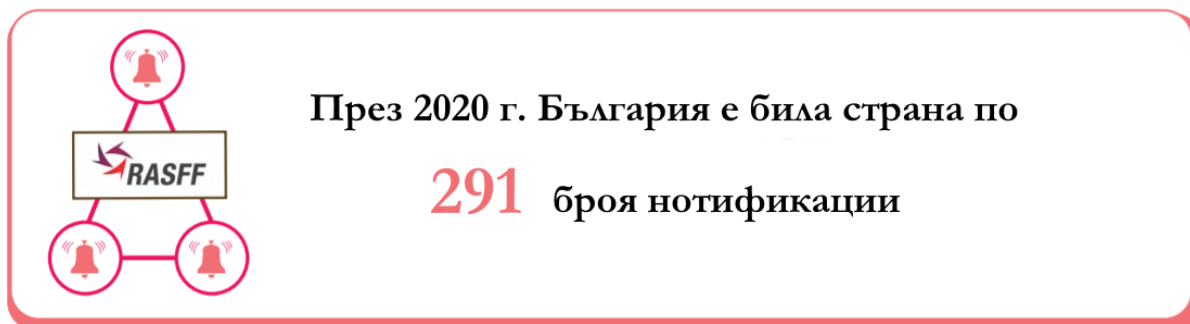 През 2020 г. България е била страна по
RASFF
291 броя нотификации